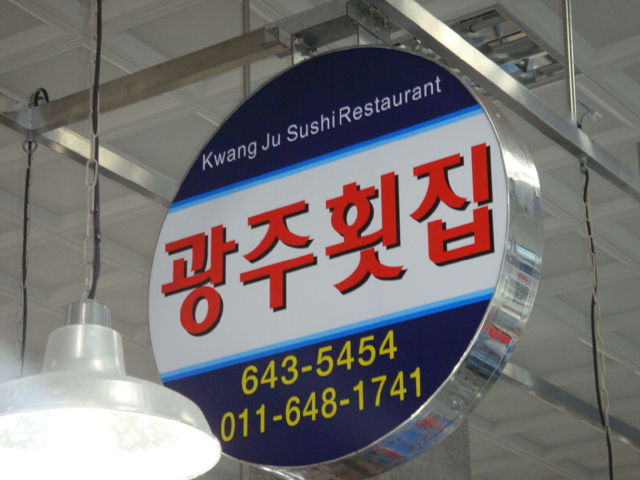 Kwang Ju Sushi Restaurant
광주횟집
643-5454
011-648-1741